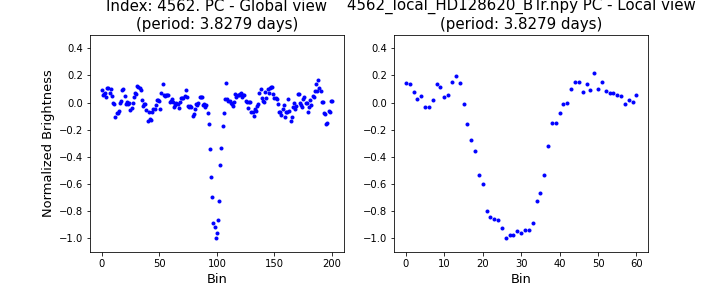 Index: 4562. PC - Global view
(period: 3.8279 days)
4562_local_HD128620_BTr.npy PC - Local view
(period: 3.8279 days)
Normalized Brightness
0.4
0.2
0.0
−0.2
−0.4
−0.6
−0.8
−1.0
0 50 100 150 200
Bin
0.4
0.2
0.0
−0.2
−0.4
−0.6
−0.8
−1.0
0 10 20 30 40 50 60
Bin